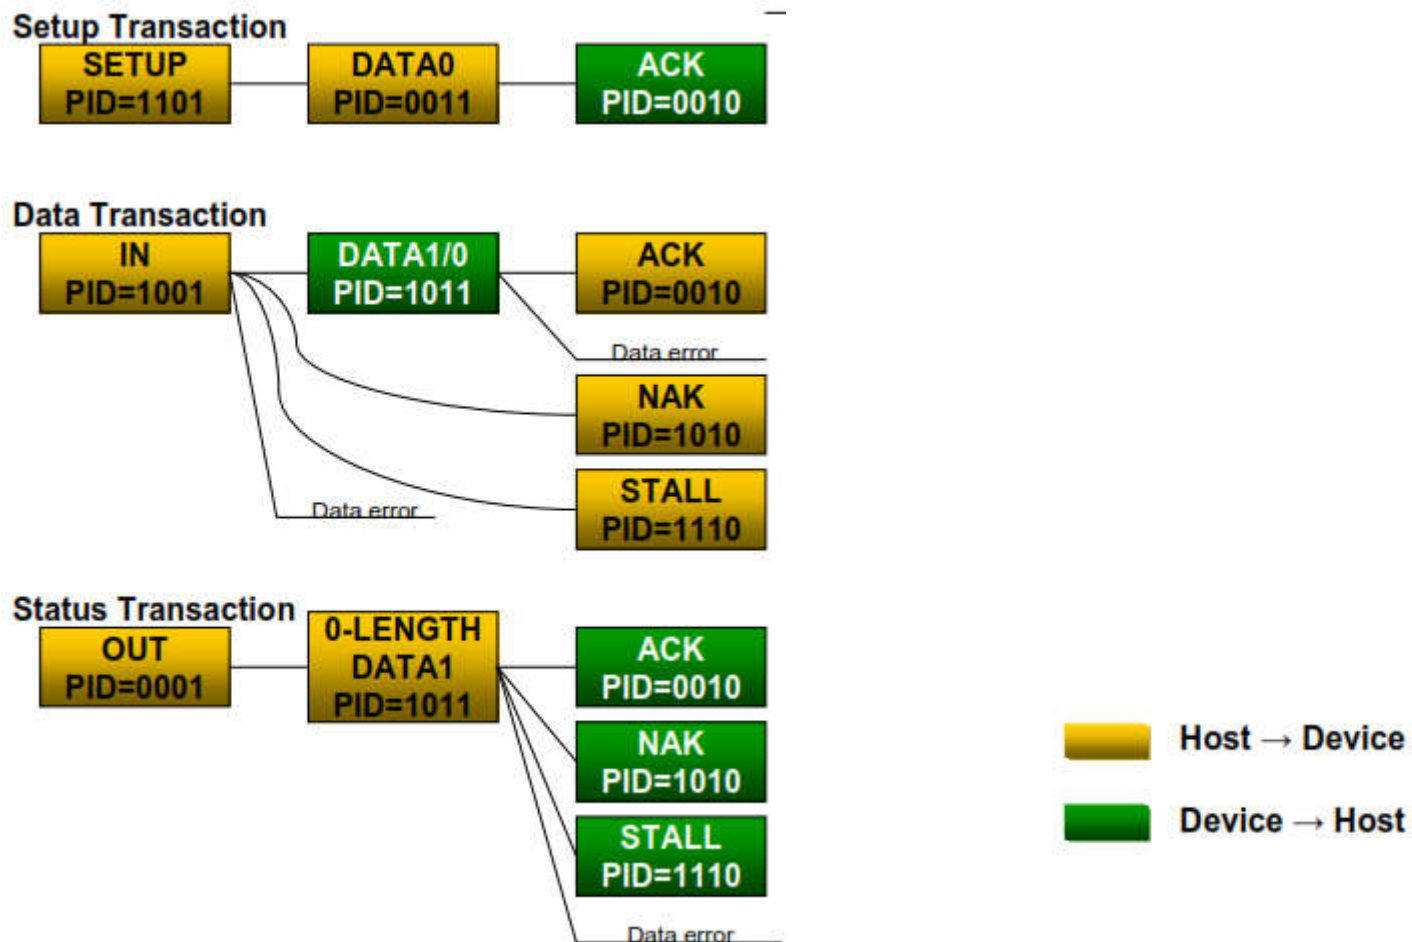 Setup Transaction
SETUP
PID=1101
DATA0
PID=0011
ACK
PID=0010
Data Transaction
IN
PID=1001
DATA1/0
PID=1011
ACK
PID=0010
Data error
NAK
PID=1010
STALL
PID=1110
Data error
Status Transaction
OUT
PID=0001
0-LENGTH
DATA1
PID=1011
ACK
PID=0010
NAK
PID=1010
STALL
PID=1110
Data error
Host → Device
Device → Host